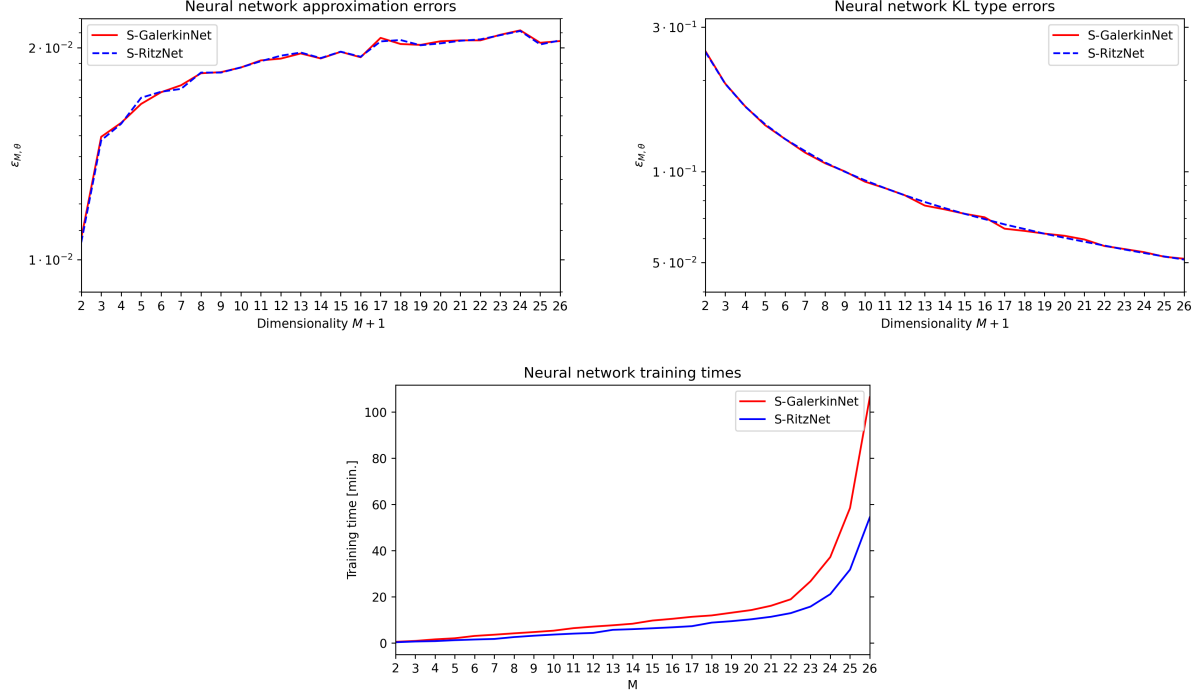 Neural network approximation errors
S-GalerkinNet
S-RitzNet
2·10⁻²
1·10⁻²
ε_{M,θ}
2 3 4 5 6 7 8 9 10 11 12 13 14 15 16 17 18 19 20 21 22 23 24 25 26
Dimensionality M + 1
Neural network KL type errors
S-GalerkinNet
S-RitzNet
3·10⁻¹
1·10⁻¹
5·10⁻²
ε_{M,θ}
2 3 4 5 6 7 8 9 10 11 12 13 14 15 16 17 18 19 20 21 22 23 24 25 26
Dimensionality M + 1
Neural network training times
S-GalerkinNet
S-RitzNet
100
80
60
40
20
0
Training time [min.]
2 3 4 5 6 7 8 9 10 11 12 13 14 15 16 17 18 19 20 21 22 23 24 25 26
M